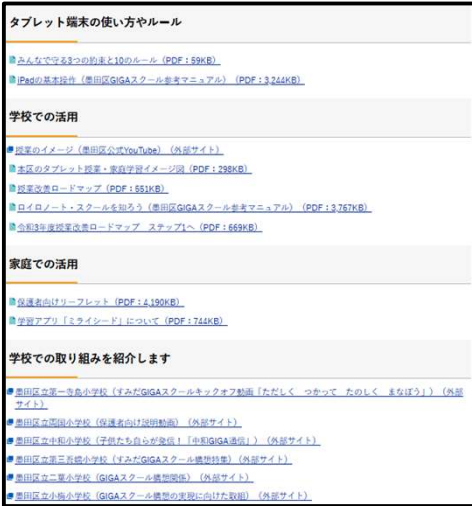 タブレット端末の使い方やルール
みんなで守る3つの約束と10のルール（PDF：59KB）
iPadの基本操作（墨田区GIGAスクール参考マニュアル）（PDF：3,244KB）
学校での活用
授業のイメージ（墨田区公式YouTube）（外部サイト）
本区のタブレット授業・家庭学習イメージ図（PDF：298KB）
授業改善ロードマップ（PDF：551KB）
ロイロノート・スクールを知ろう（墨田区GIGAスクール参考マニュアル）（PDF：3,767KB）
令和3年度授業改善ロードマップ　ステップ1へ（PDF：669KB）
家庭での活用
保護者向けリーフレット（PDF：4,190KB）
学習アプリ「ミライシード」について（PDF：744KB）
学校での取り組みを紹介します
墨田区立第一寺島小学校（すみだGIGAスクールキックオフ動画「ただしく　つかって　たのしく　まなぼう」）（外部
サイト）
墨田区立両国小学校（保護者向け説明動画）（外部サイト）
墨田区立中和小学校（子供たち自らが発信！「中和GIGA通信」）（外部サイト）
墨田区立第三吾嬬小学校（すみだGIGAスクール構想特集）（外部サイト）
墨田区立二葉小学校（GIGAスクール構想関係）（外部サイト）
墨田区立小梅小学校（GIGAスクール構想の実現に向けた取組）（外部サイト）